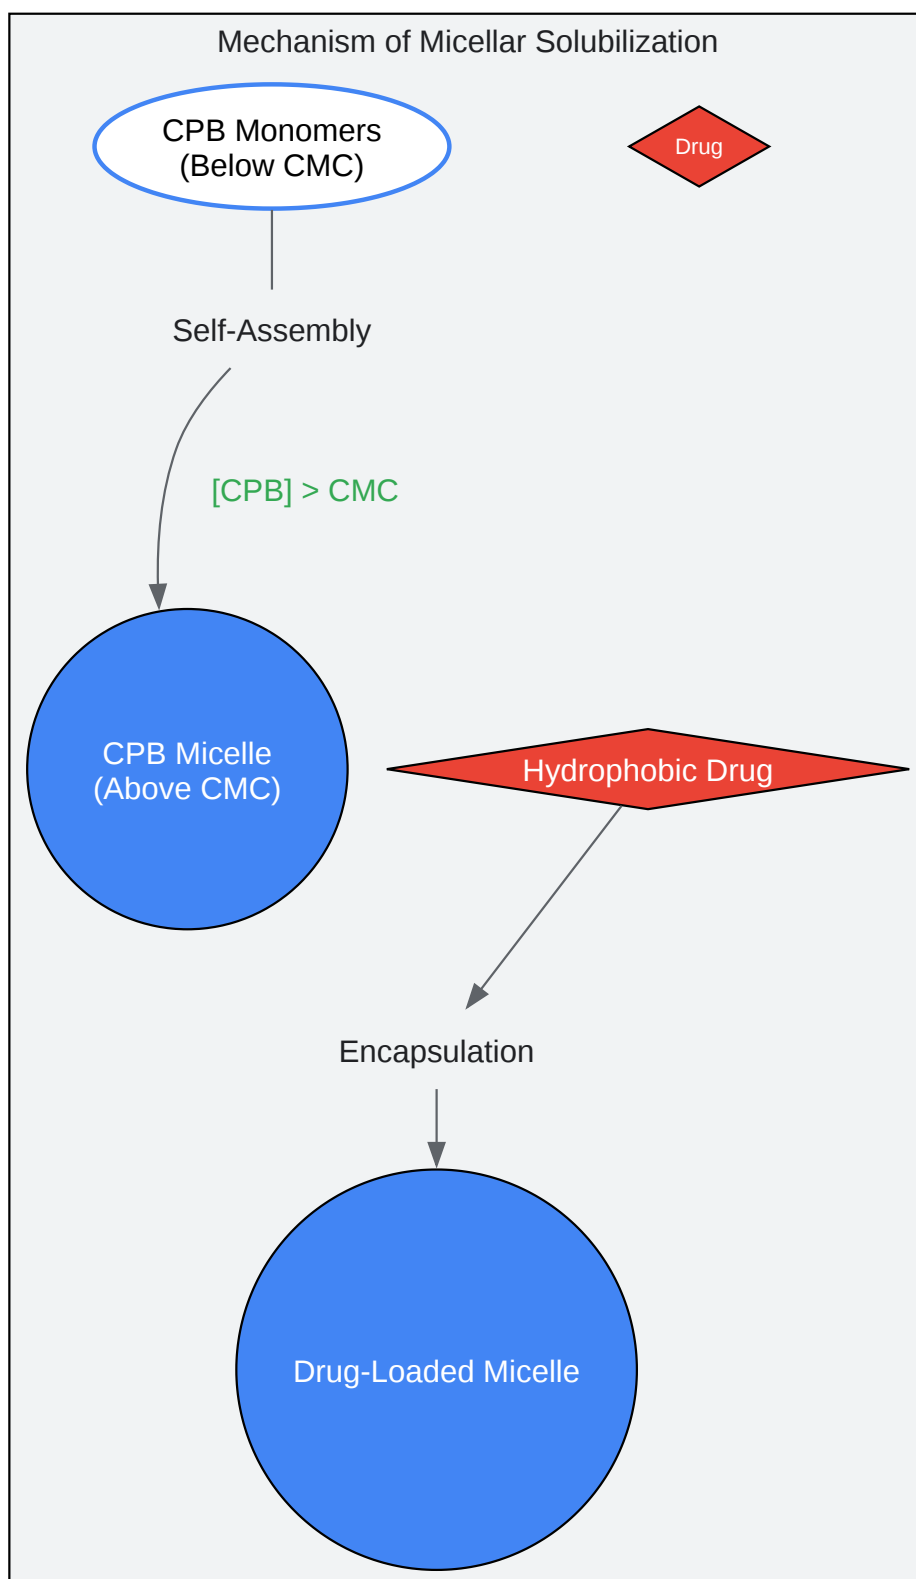 Mechanism of Micellar Solubilization
CPB Monomers
(Below CMC)
Drug
Self-Assembly
[CPB] > CMC
CPB Micelle
(Above CMC)
Hydrophobic Drug
Encapsulation
Drug-Loaded Micelle